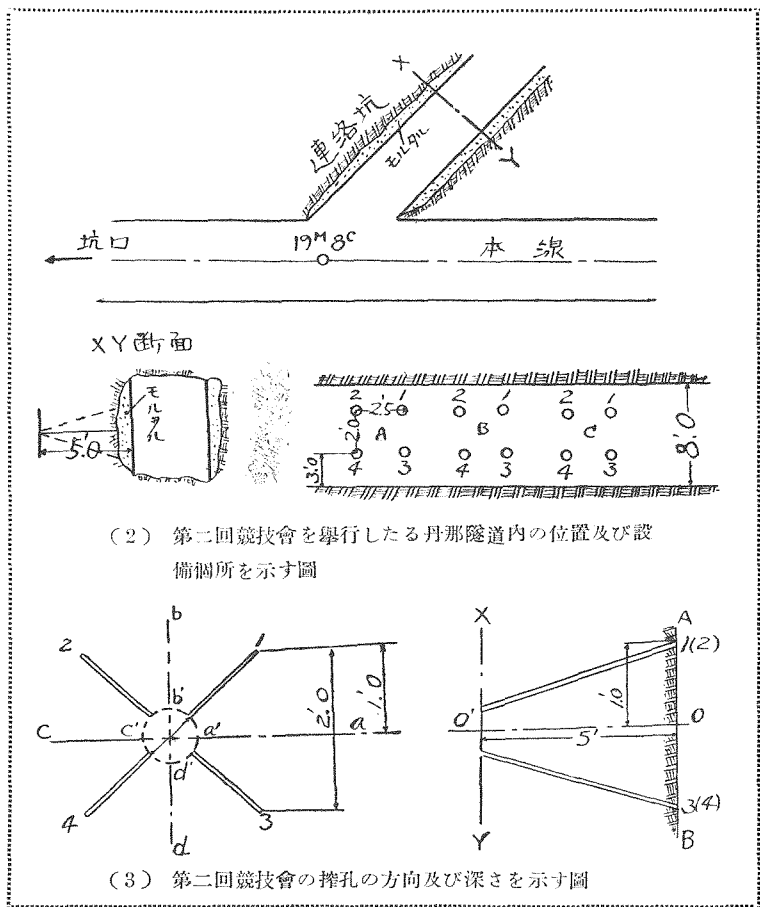 X
連絡坑
モルタル
Y
坑口
19M 8C
本線
XY断面
モルタル
5'.0
2 1 2 1 2 1
2'.5
2'.0
A B C
4 3 4 3 4 3
3'.0
8'.0
(2) 第二回競技會を擧行したる丹那隧道内の位置及び設
備個所を示す圖
b
2 1
b'
C c' a' a
d'
4 3
d
2'.0
1'.0
X A
1(2)
1'.0
O' O
5'
3(4)
Y B
(3) 第二回競技會の搾孔の方向及び深さを示す圖